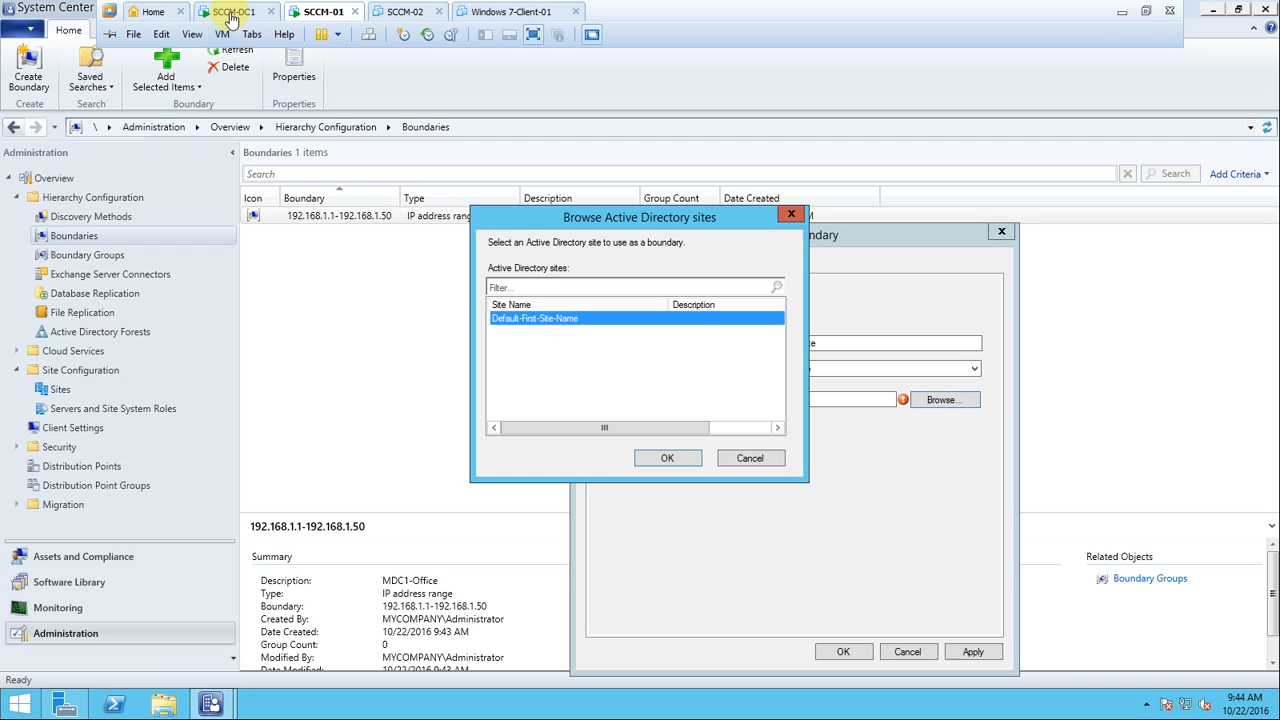 System Center
Home
SCCM-DC1
SCCM-01
SCCM-02
Windows 7-Client-01
Home
File
Edit
View
VM
Tabs
Help
Create
Boundary
Saved
Searches
Add
Selected Items
Refresh
Delete
Properties
Create
Search
Boundary
Properties
\
Administration
Overview
Hierarchy Configuration
Boundaries
Administration
Overview
Hierarchy Configuration
Discovery Methods
Boundaries
Boundary Groups
Exchange Server Connectors
Database Replication
File Replication
Active Directory Forests
Cloud Services
Site Configuration
Sites
Servers and Site System Roles
Client Settings
Security
Distribution Points
Distribution Point Groups
Migration
Assets and Compliance
Software Library
Monitoring
Administration
Boundaries 1 items
Search
Search
Add Criteria
Icon
Boundary
Type
Description
Group Count
Date Created
192.168.1.1-192.168.1.50
IP address rang
M
Browse Active Directory sites
Select an Active Directory site to use as a boundary.
Active Directory sites:
Filter...
Site Name
Description
Default-First-Site-Name
OK
Cancel
ndary
te
Browse...
OK
Cancel
Apply
192.168.1.1-192.168.1.50
Summary
Description: MDC1-Office
Type: IP address range
Boundary: 192.168.1.1-192.168.1.50
Created By: MYCOMPANY\Administrator
Date Created: 10/22/2016 9:43 AM
Group Count: 0
Modified By: MYCOMPANY\Administrator
Date Modified: 10/22/2016 9:43 AM
Related Objects
Boundary Groups
Ready
9:44 AM
10/22/2016